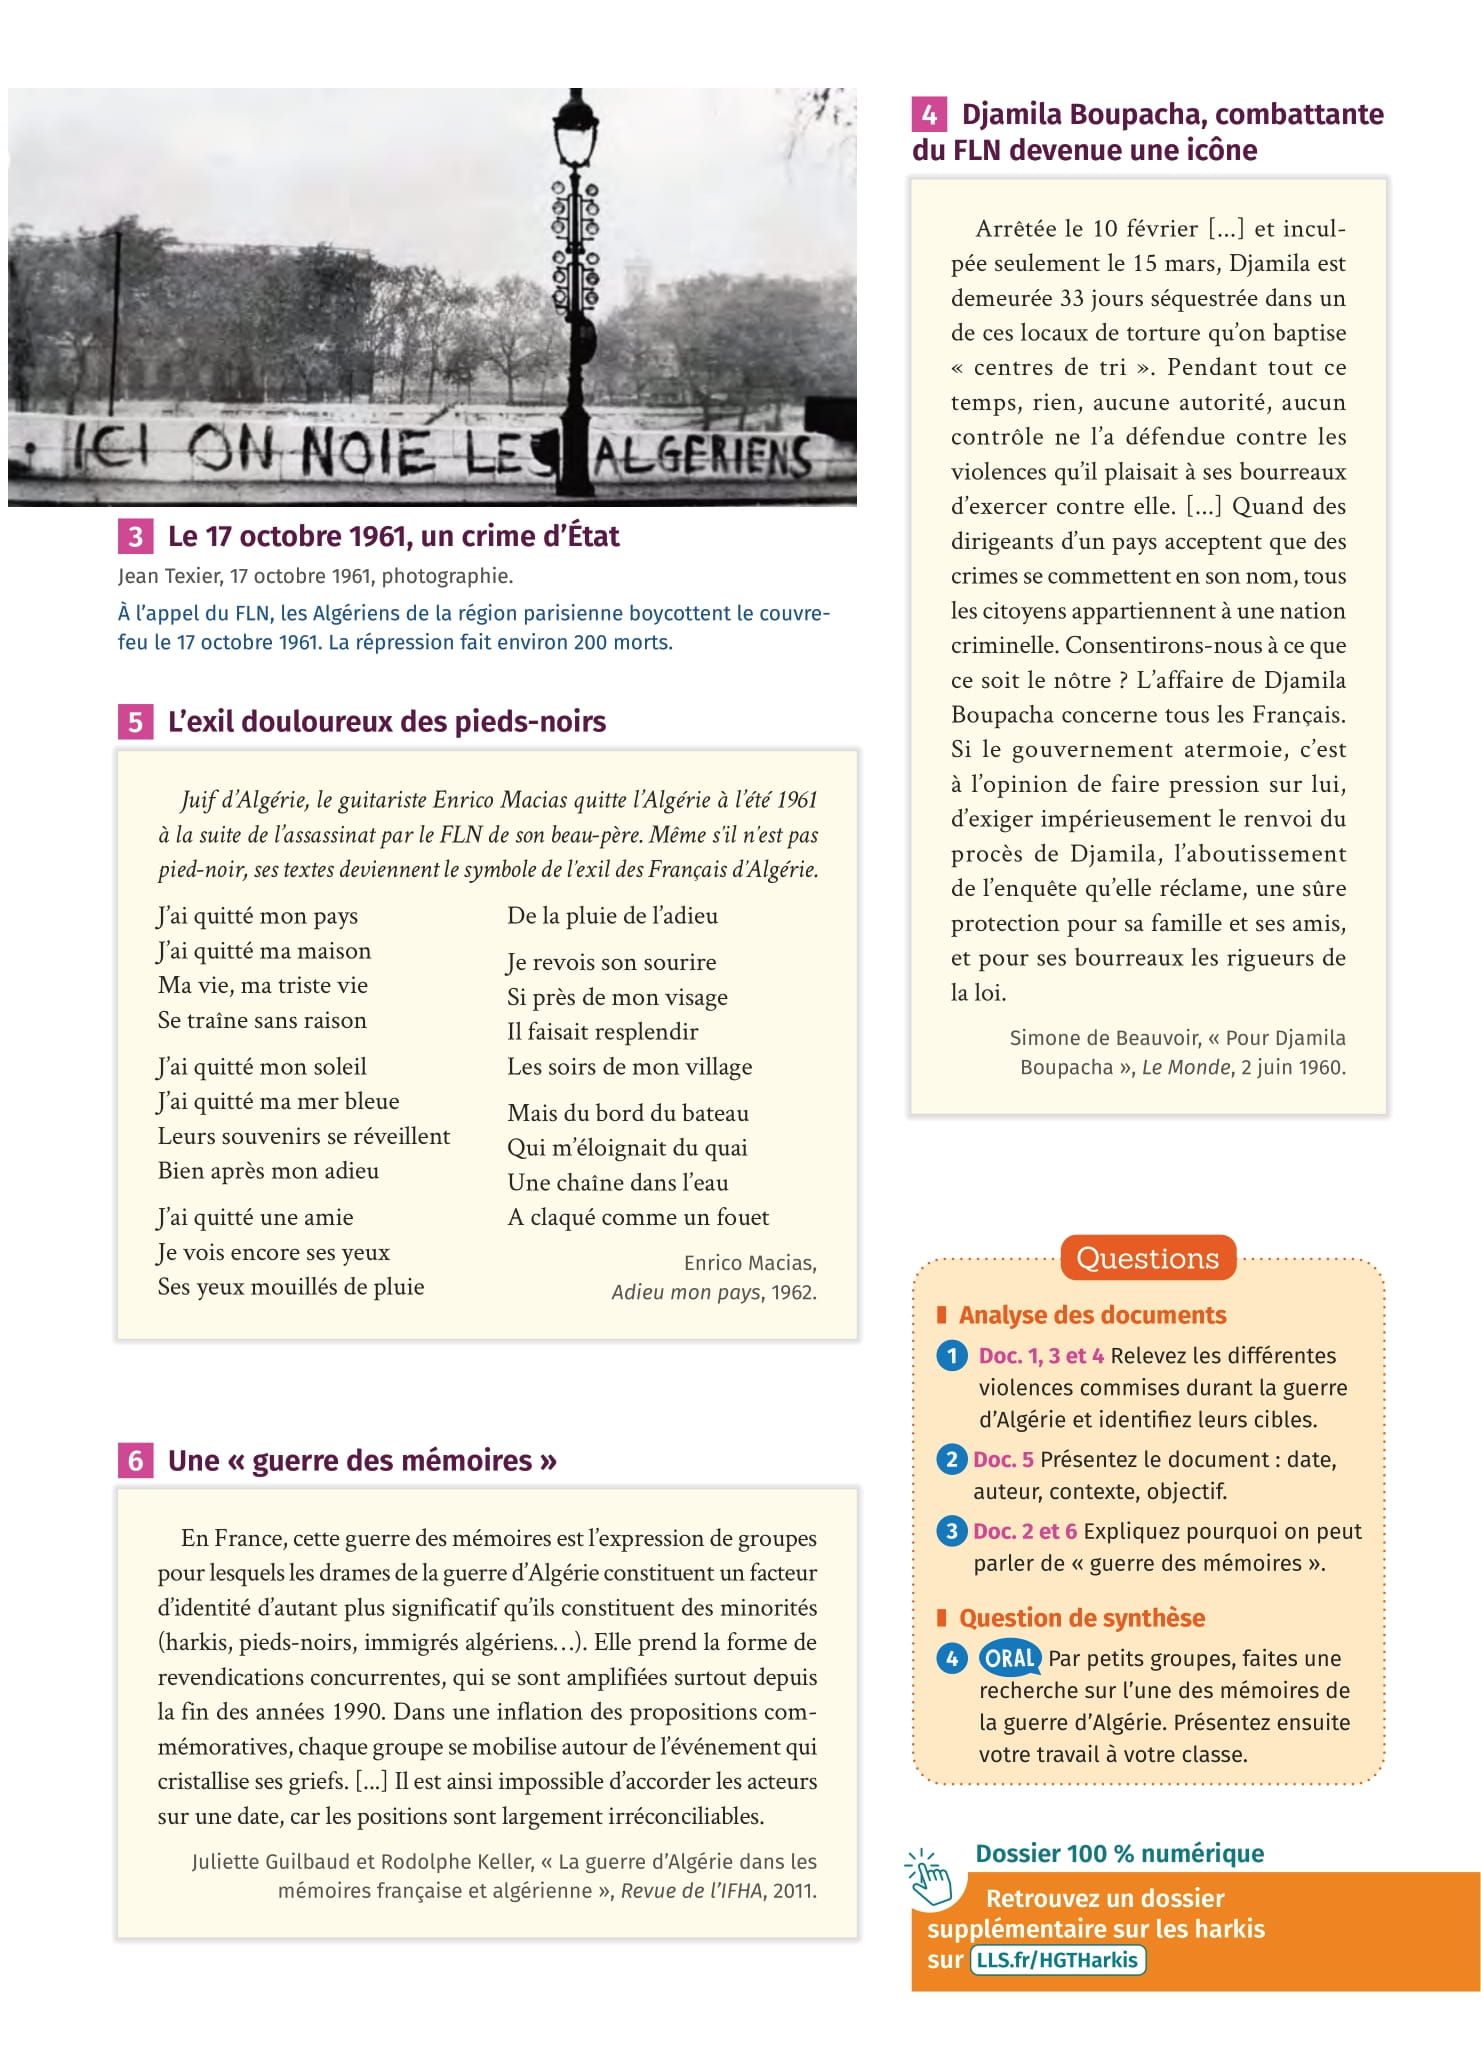 ICI ON NOIE LES ALGERIENS
3 Le 17 octobre 1961, un crime d’État
Jean Texier, 17 octobre 1961, photographie.
À l’appel du FLN, les Algériens de la région parisienne boycottent le couvre-
feu le 17 octobre 1961. La répression fait environ 200 morts.
4 Djamila Boupacha, combattante
du FLN devenue une icône
Arrêtée le 10 février [...] et incul-
pée seulement le 15 mars, Djamila est
demeurée 33 jours séquestrée dans un
de ces locaux de torture qu’on baptise
« centres de tri ». Pendant tout ce
temps, rien, aucune autorité, aucun
contrôle ne l’a défendue contre les
violences qu’il plaisait à ses bourreaux
d’exercer contre elle. [...] Quand des
dirigeants d’un pays acceptent que des
crimes se commettent en son nom, tous
les citoyens appartiennent à une nation
criminelle. Consentirons-nous à ce que
ce soit le nôtre ? L’affaire de Djamila
Boupacha concerne tous les Français.
Si le gouvernement atermoie, c’est
à l’opinion de faire pression sur lui,
d’exiger impérieusement le renvoi du
procès de Djamila, l’aboutissement
de l’enquête qu’elle réclame, une sûre
protection pour sa famille et ses amis,
et pour ses bourreaux les rigueurs de
la loi.
Simone de Beauvoir, « Pour Djamila
Boupacha », Le Monde, 2 juin 1960.
5 L’exil douloureux des pieds-noirs
Juif d’Algérie, le guitariste Enrico Macias quitte l’Algérie à l’été 1961
à la suite de l’assassinat par le FLN de son beau-père. Même s'il n'est pas
pied-noir, ses textes deviennent le symbole de l'exil des Français d'Algérie.
J’ai quitté mon pays
J’ai quitté ma maison
Ma vie, ma triste vie
Se traîne sans raison
J’ai quitté mon soleil
J’ai quitté ma mer bleue
Leurs souvenirs se réveillent
Bien après mon adieu
J’ai quitté une amie
Je vois encore ses yeux
Ses yeux mouillés de pluie
De la pluie de l’adieu
Je revois son sourire
Si près de mon visage
Il faisait resplendir
Les soirs de mon village
Mais du bord du bateau
Qui m’éloignait du quai
Une chaîne dans l’eau
A claqué comme un fouet
Enrico Macias,
Adieu mon pays, 1962.
6 Une « guerre des mémoires »
En France, cette guerre des mémoires est l’expression de groupes
pour lesquels les drames de la guerre d’Algérie constituent un facteur
d’identité d’autant plus significatif qu’ils constituent des minorités
(harkis, pieds-noirs, immigrés algériens…). Elle prend la forme de
revendications concurrentes, qui se sont amplifiées surtout depuis
la fin des années 1990. Dans une inflation des propositions com-
mémoratives, chaque groupe se mobilise autour de l’événement qui
cristallise ses griefs. [...] Il est ainsi impossible d’accorder les acteurs
sur une date, car les positions sont largement irréconciliables.
Juliette Guilbaud et Rodolphe Keller, « La guerre d’Algérie dans les
mémoires française et algérienne », Revue de l’IFHA, 2011.
Questions
Analyse des documents
1 Doc. 1, 3 et 4 Relevez les différentes
violences commises durant la guerre
d’Algérie et identifiez leurs cibles.
2 Doc. 5 Présentez le document : date,
auteur, contexte, objectif.
3 Doc. 2 et 6 Expliquez pourquoi on peut
parler de « guerre des mémoires ».
Question de synthèse
4 ORAL Par petits groupes, faites une
recherche sur l’une des mémoires de
la guerre d’Algérie. Présentez ensuite
votre travail à votre classe.
Dossier 100 % numérique
Retrouvez un dossier
supplémentaire sur les harkis
sur LLS.fr/HGTHarkis